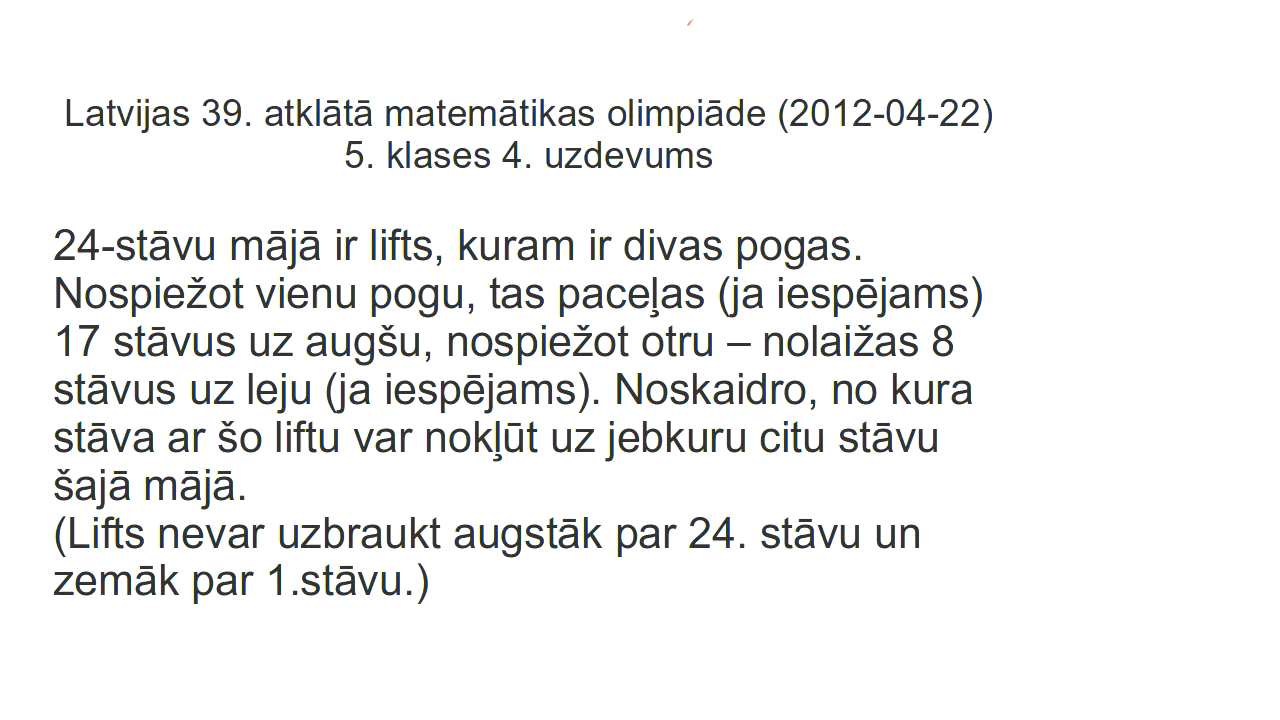 Latvijas 39. atklātā matemātikas olimpiāde (2012-04-22)
5. klases 4. uzdevums
24-stāvu mājā ir lifts, kuram ir divas pogas.
Nospiežot vienu pogu, tas paceļas (ja iespējams)
17 stāvus uz augšu, nospiežot otru – nolaižas 8
stāvus uz leju (ja iespējams). Noskaidro, no kura
stāva ar šo liftu var nokļūt uz jebkuru citu stāvu
šajā mājā.
(Lifts nevar uzbraukt augstāk par 24. stāvu un
zemāk par 1.stāvu.)